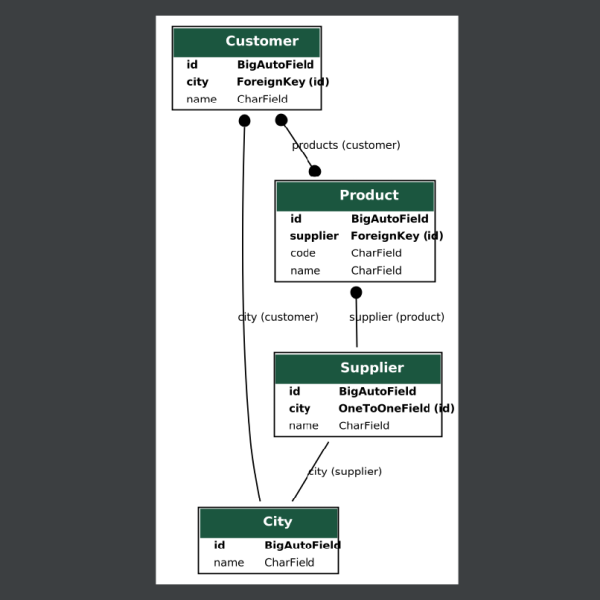 Customer
id BigAutoField
city ForeignKey (id)
name CharField
products (customer)
Product
id BigAutoField
supplier ForeignKey (id)
code CharField
name CharField
city (customer) supplier (product)
Supplier
id BigAutoField
city OneToOneField (id)
name CharField
city (supplier)
City
id BigAutoField
name CharField